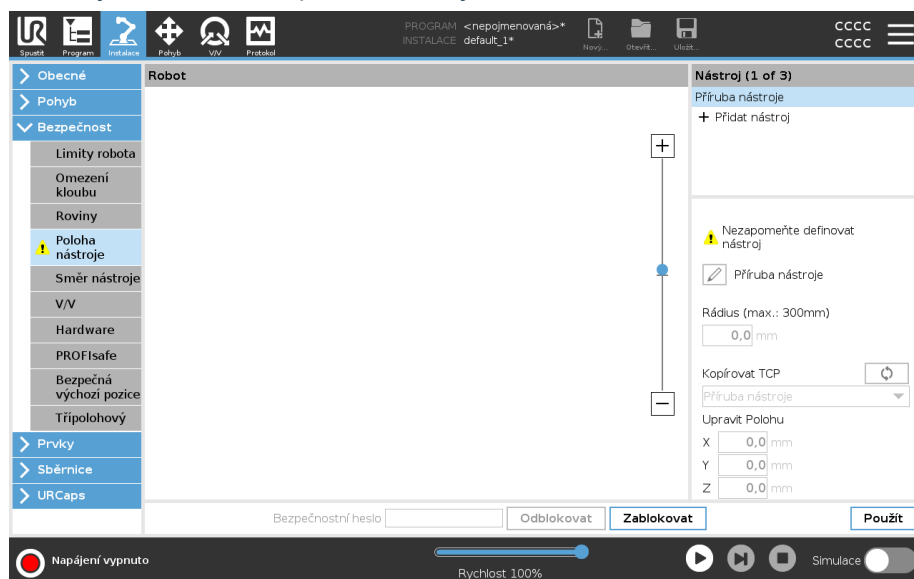 PROGRAM <nepojmenovaná>*
INSTALACE default_1*
CCCC
CCCC
Spustit Program Instalace Pohyb V/V Protokol Nový... Otevřít... Uložit...
Obecné
Pohyb
Bezpečnost
Limity robota
Omezení
kloubu
Roviny
Poloha
nástroje
Směr nástroje
V/V
Hardware
PROFIsafe
Bezpečná
výchozí pozice
Třípolohový
Prvky
Sběrnice
URCaps
Robot
Nástroj (1 of 3)
Příruba nástroje
+ Přidat nástroj
Nezapomeňte definovat
nástroj
Příruba nástroje
Rádius (max.: 300mm)
0,0 mm
Kopírovat TCP
Příruba nástroje
Upravit Polohu
X 0,0 mm
Y 0,0 mm
Z 0,0 mm
Bezpečnostní heslo Odblokovat Zablokovat Použít
Napájení vypnuto
Rychlost 100%
Simulace